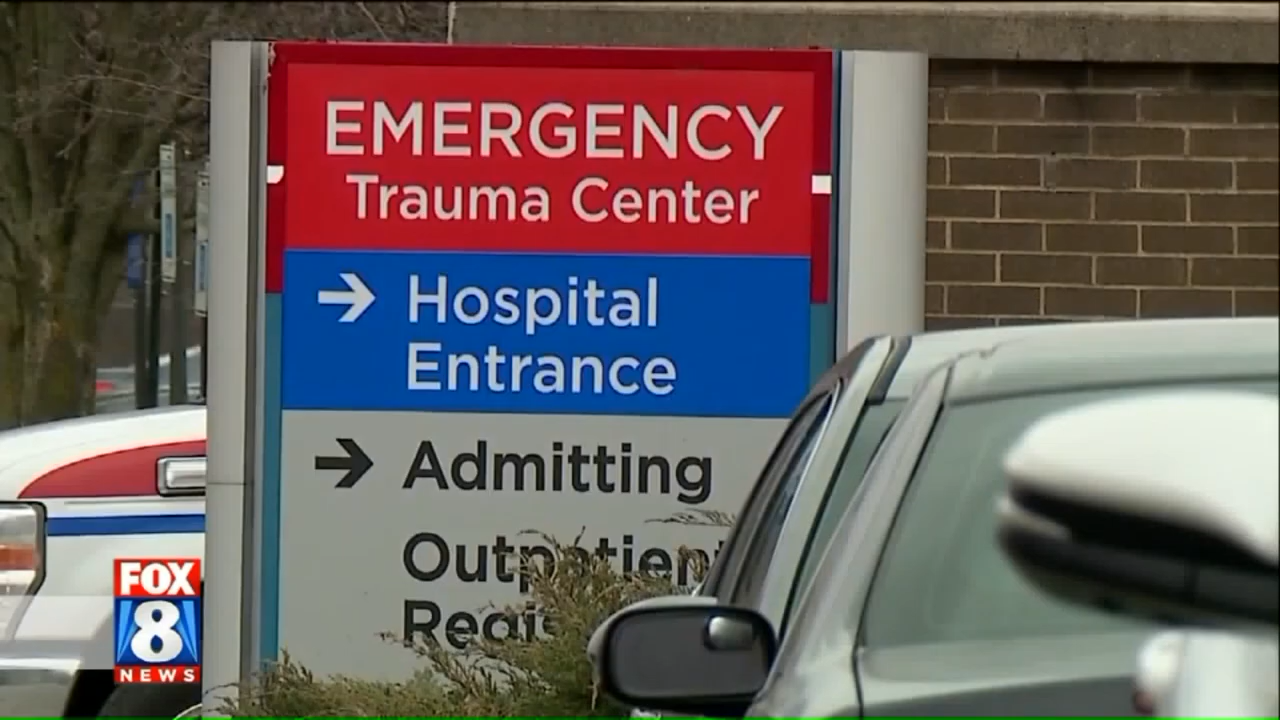 EMERGENCY
Trauma Center
→ Hospital
Entrance
→ Admitting
FOX
8
NEWS